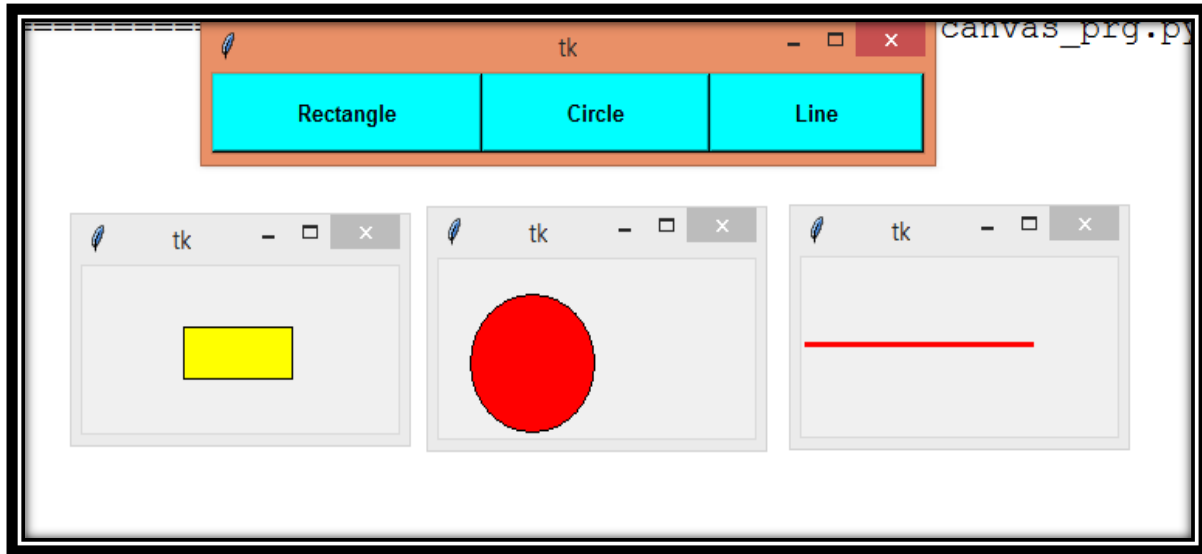 ============ canvas_prg.py
tk
Rectangle Circle Line
tk tk tk